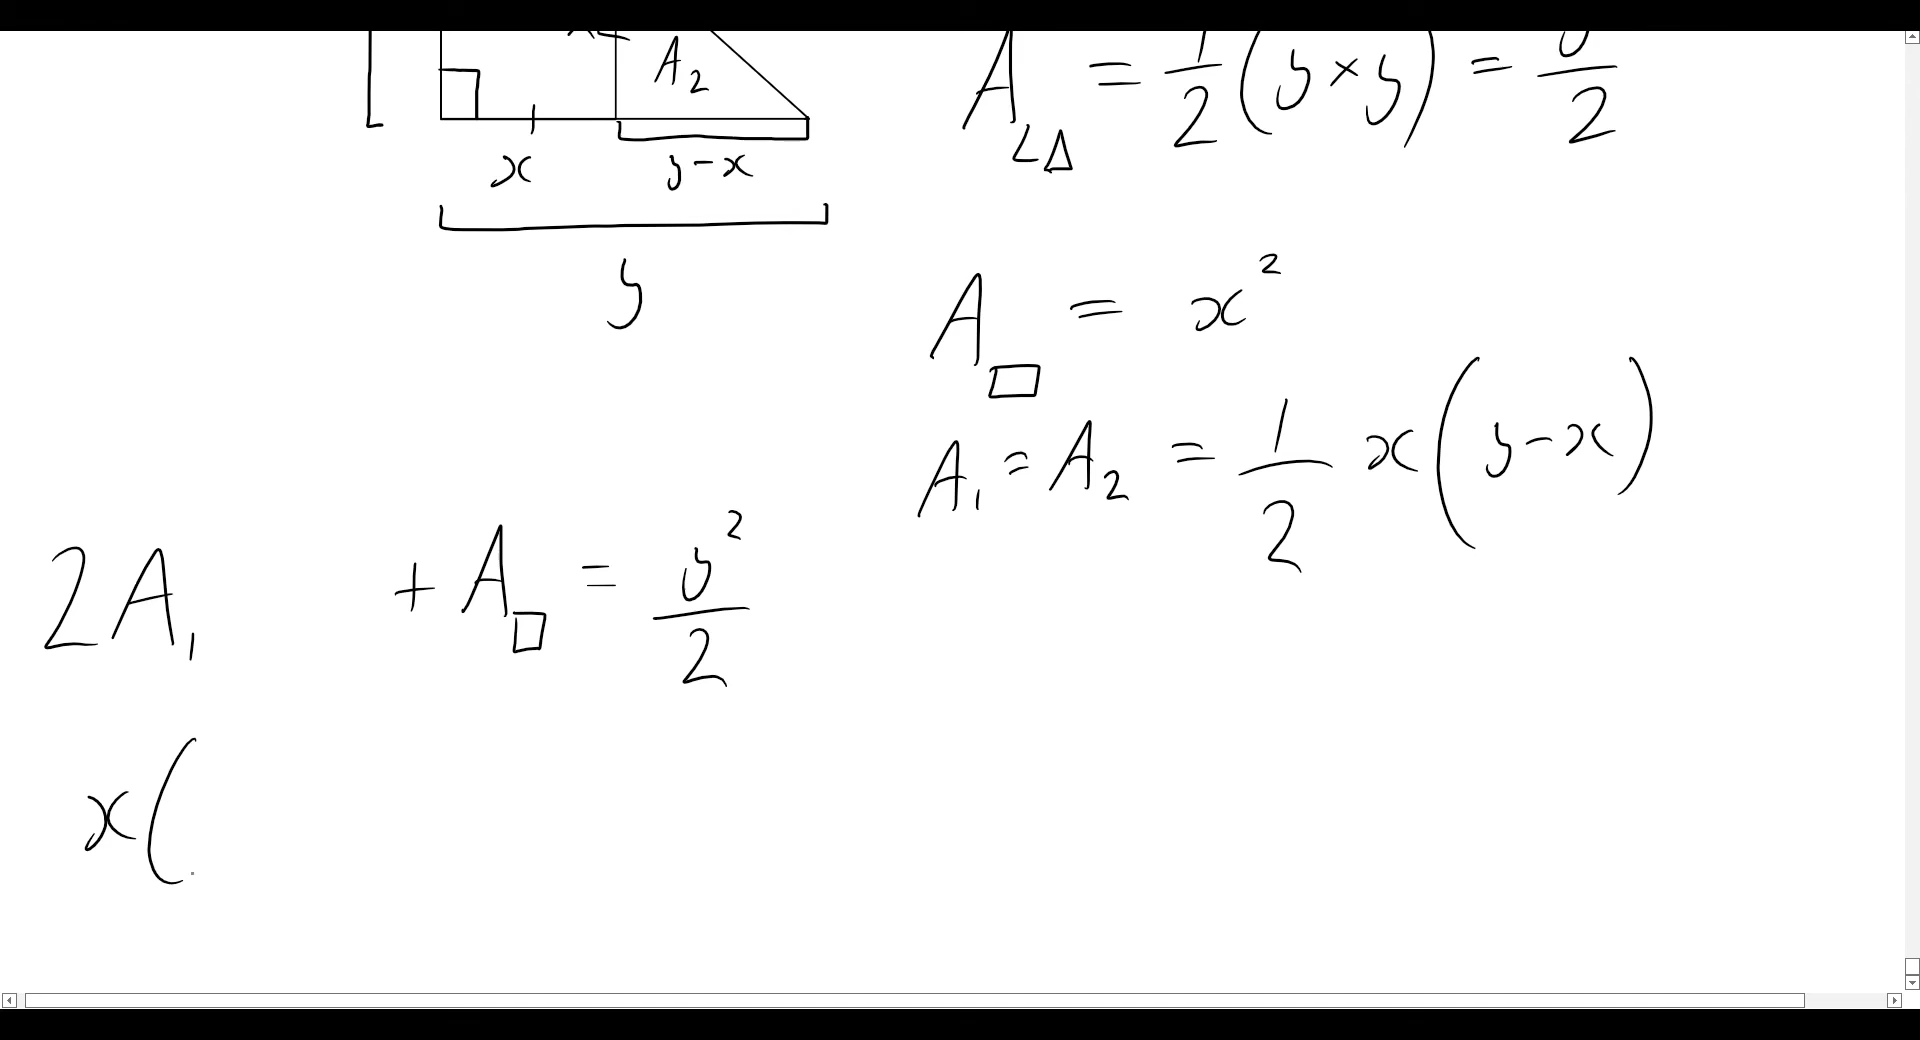 A₂
x
y-x
y
A_{L△} = 1/2 (y × y) = /2
A_□ = x²
A₁ = A₂ = 1/2 x(y-x)
2A₁ + A_□ = y²/2
x(